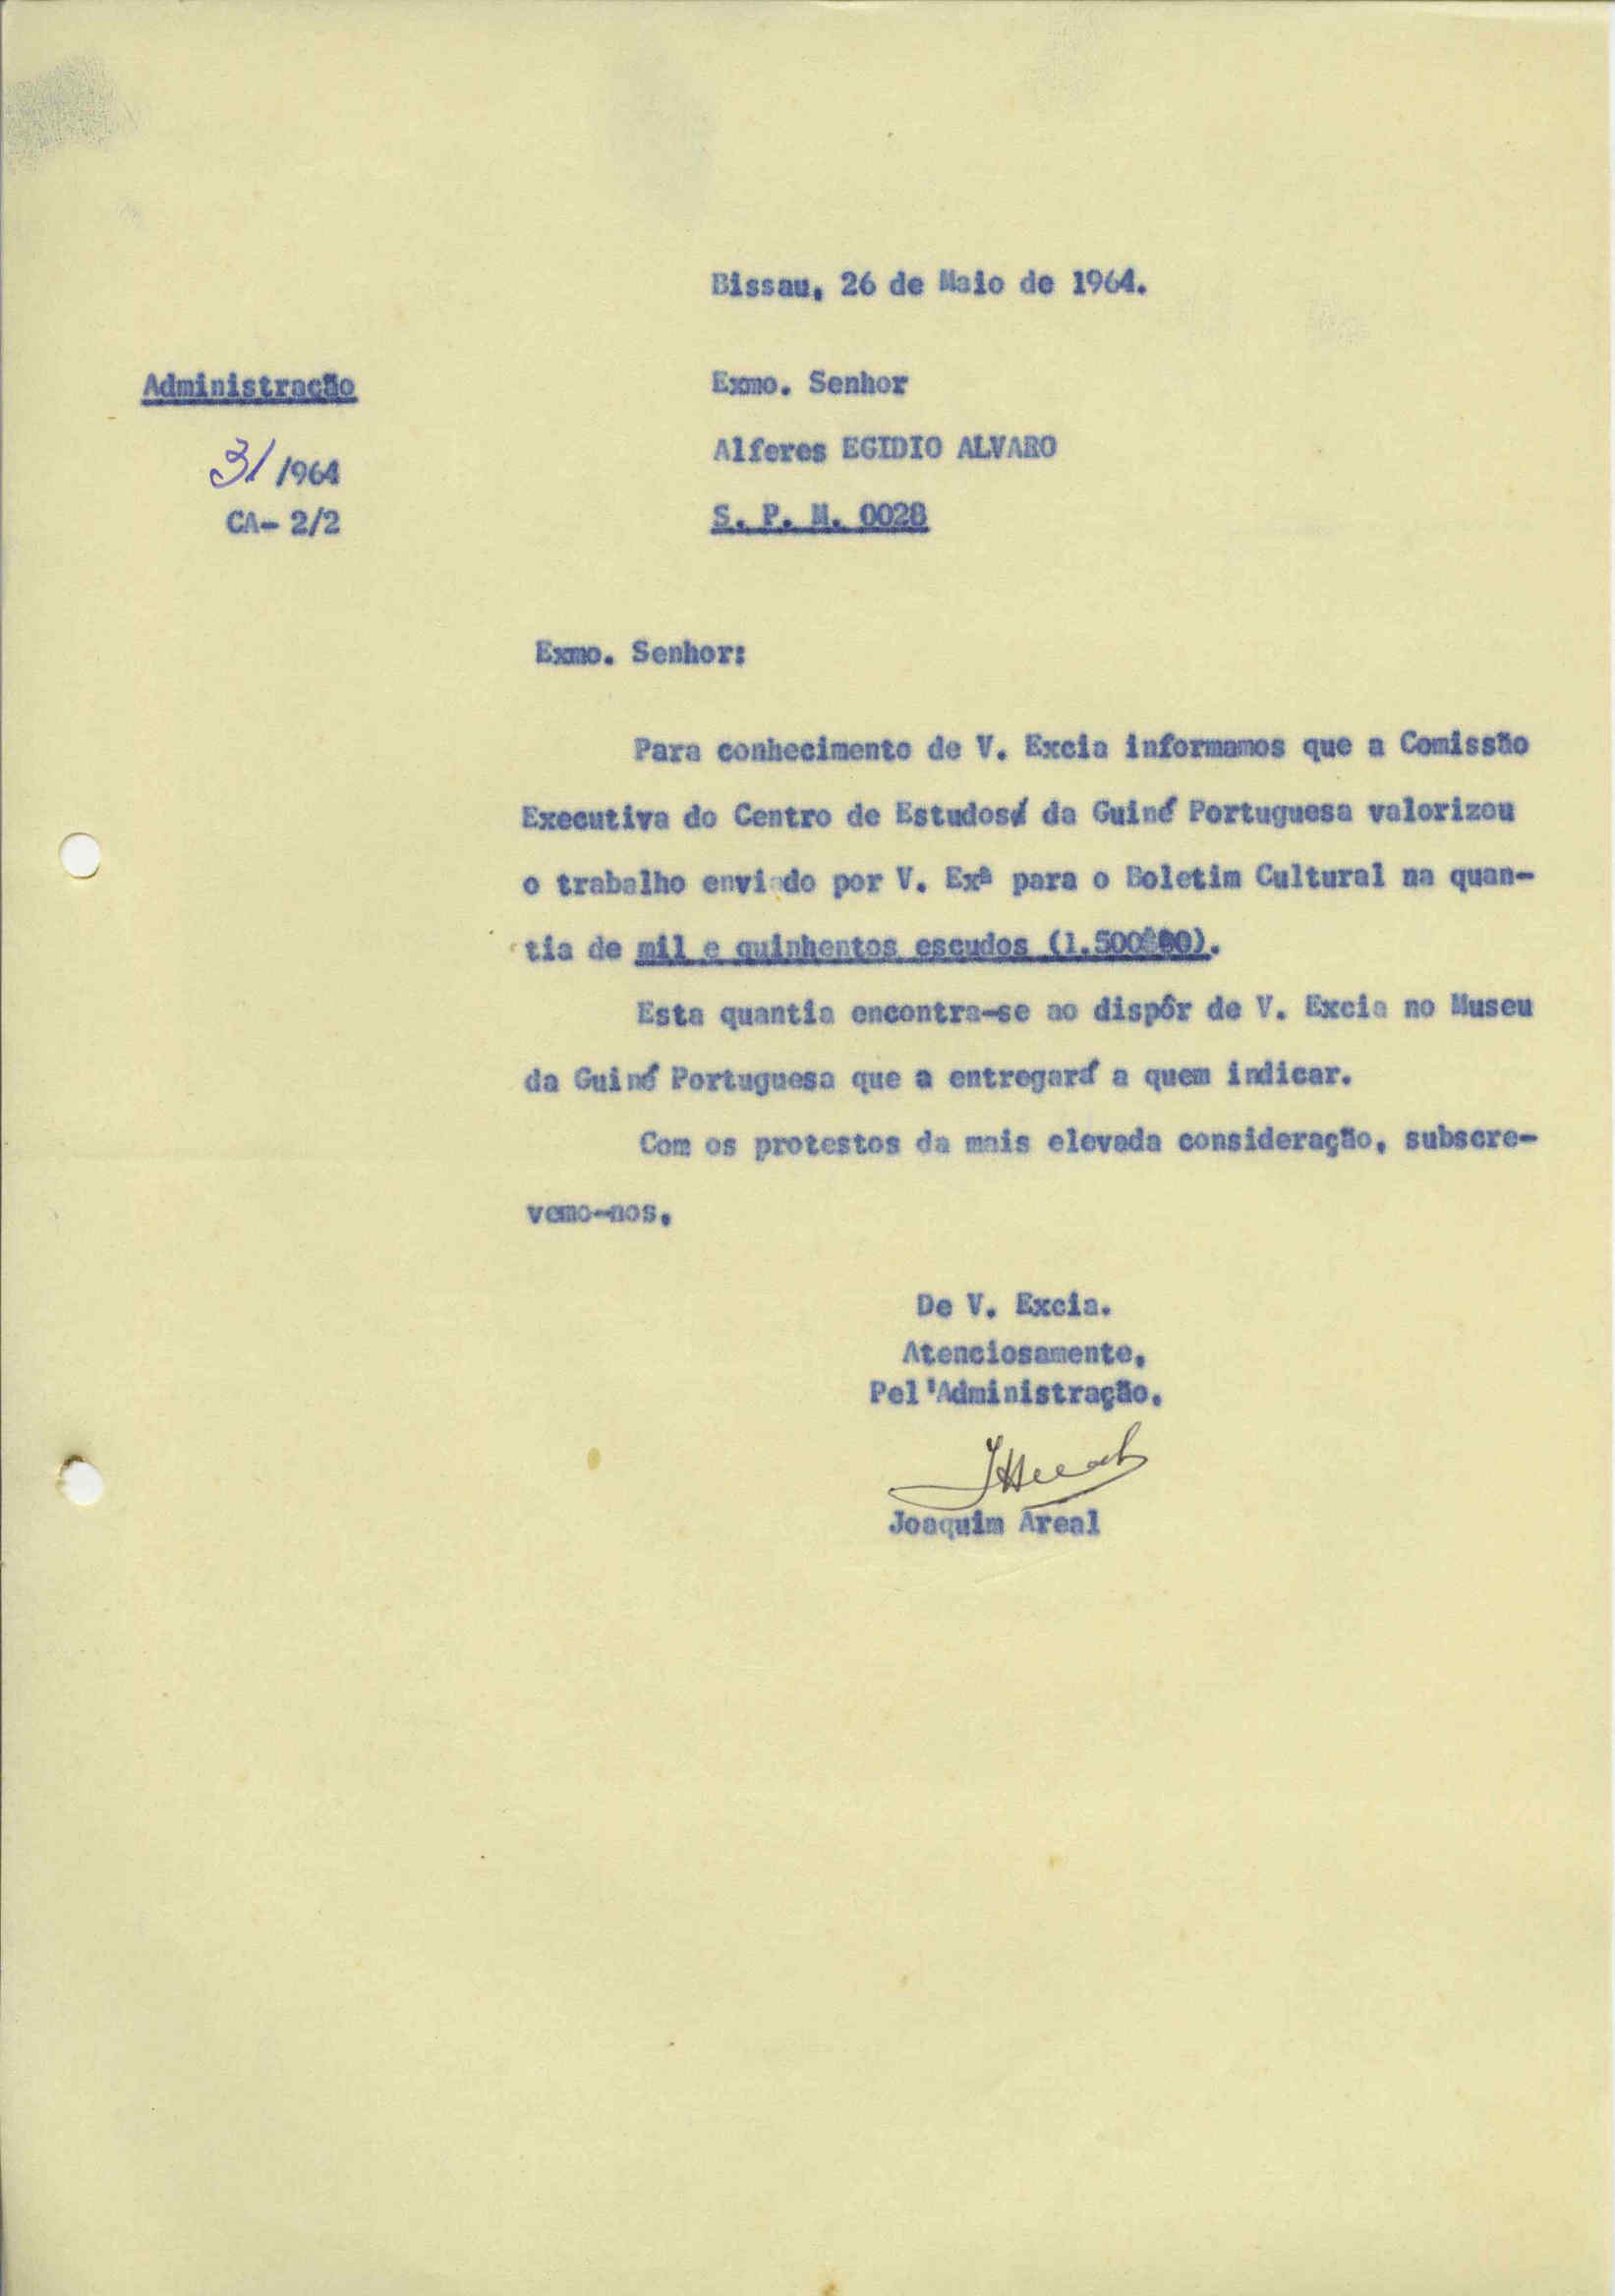 Bissau, 26 de Maio de 1964.
Administração
Exmo. Senhor
Alferes EGIDIO ALVARO
31/964
CA- 2/2
S. P. M. 0028
Exmo. Senhor:
Para conhecimento de V. Excia informamos que a Comissão
Executiva do Centro de Estudos da Guiné Portuguesa valorizou
o trabalho enviado por V. Exª para o Boletim Cultural na quan-
tia de mil e quinhentos escudos (1.500$00).
Esta quantia encontra-se ao dispôr de V. Excia no Museu
da Guiné Portuguesa que a entregará a quem indicar.
Com os protestos da mais elevada consideração, subscre-
vemo-nos.
De V. Excia.
Atenciosamente,
Pel'Administração,
Joaquim Areal